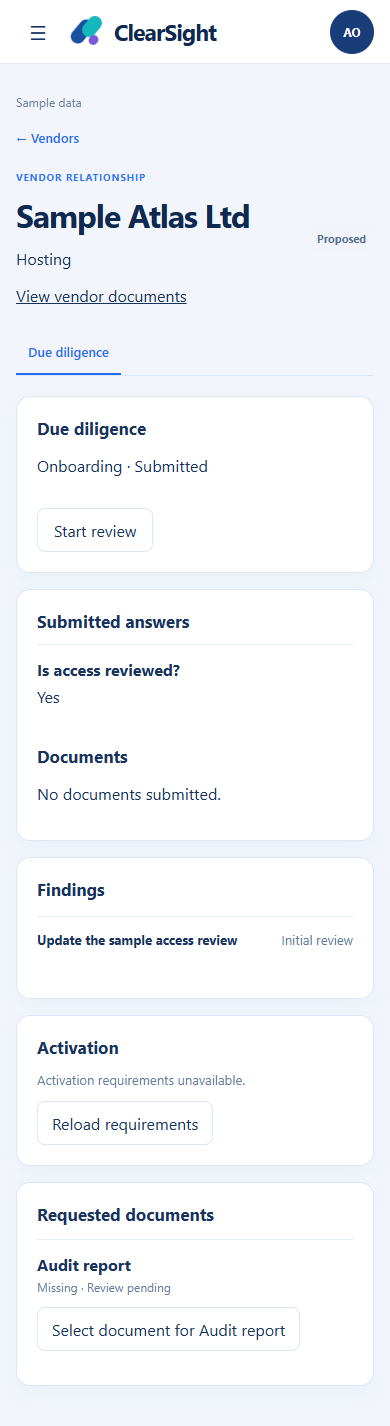 ☰ ClearSight AO
Sample data
← Vendors
VENDOR RELATIONSHIP
Sample Atlas Ltd
Proposed
Hosting
View vendor documents
Due diligence
Due diligence
Onboarding · Submitted
Start review
Submitted answers
Is access reviewed?
Yes
Documents
No documents submitted.
Findings
Update the sample access review Initial review
Activation
Activation requirements unavailable.
Reload requirements
Requested documents
Audit report
Missing · Review pending
Select document for Audit report